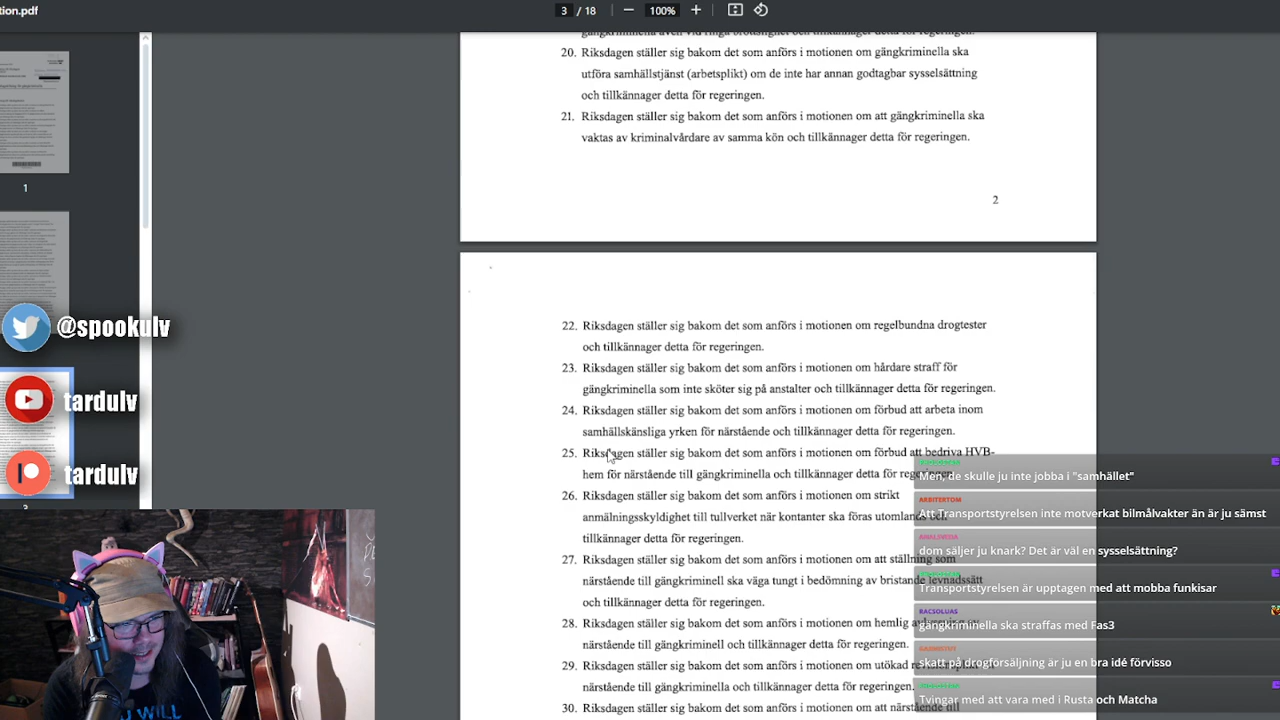 tion.pdf
3 / 18
100%
gängkriminella även vid ringa brottslighet och tillkännager detta för regeringen.
20. Riksdagen ställer sig bakom det som anförs i motionen om gängkriminella ska
utföra samhällstjänst (arbetsplikt) om de inte har annan godtagbar sysselsättning
och tillkännager detta för regeringen.
21. Riksdagen ställer sig bakom det som anförs i motionen om att gängkriminella ska
vaktas av kriminalvårdare av samma kön och tillkännager detta för regeringen.
2
1
22. Riksdagen ställer sig bakom det som anförs i motionen om regelbundna drogtester
och tillkännager detta för regeringen.
23. Riksdagen ställer sig bakom det som anförs i motionen om hårdare straff för
gängkriminella som inte sköter sig på anstalter och tillkännager detta för regeringen.
24. Riksdagen ställer sig bakom det som anförs i motionen om förbud att arbeta inom
samhällskänsliga yrken för närstående och tillkännager detta för regeringen.
25. Riksdagen ställer sig bakom det som anförs i motionen om förbud att bedriva HVB-
hem för närstående till gängkriminella och tillkännager detta för regeringen.
26. Riksdagen ställer sig bakom det som anförs i motionen om strikt
anmälningsskyldighet till tullverket när kontanter ska föras utomlands och
tillkännager detta för regeringen.
27. Riksdagen ställer sig bakom det som anförs i motionen om att ställning som
närstående till gängkriminell ska väga tungt i bedömning av bristande levnadssätt
och tillkännager detta för regeringen.
28. Riksdagen ställer sig bakom det som anförs i motionen om hemlig
närstående till gängkriminell och tillkännager detta för regeringen.
29. Riksdagen ställer sig bakom det som anförs i motionen om utökad
närstående till gängkriminella och tillkännager detta för regeringen.
30. Riksdagen ställer sig bakom det som anförs i motionen om att närstående till
@spookulv
tardulv
tardulv
U WILL
Men, de skulle ju inte jobba i "samhället"
ARBITERTOM
Att Transportstyrelsen inte motverkat bilmålvakter än är ju sämst
dom säljer ju knark? Det är väl en sysselsättning?
Transportstyrelsen är upptagen med att mobba funkisar
RACSOLUAS
gängkriminella ska straffas med Fas3
skatt på drogförsäljning är ju en bra idé förvisso
Tvingar med att vara med i Rusta och Matcha